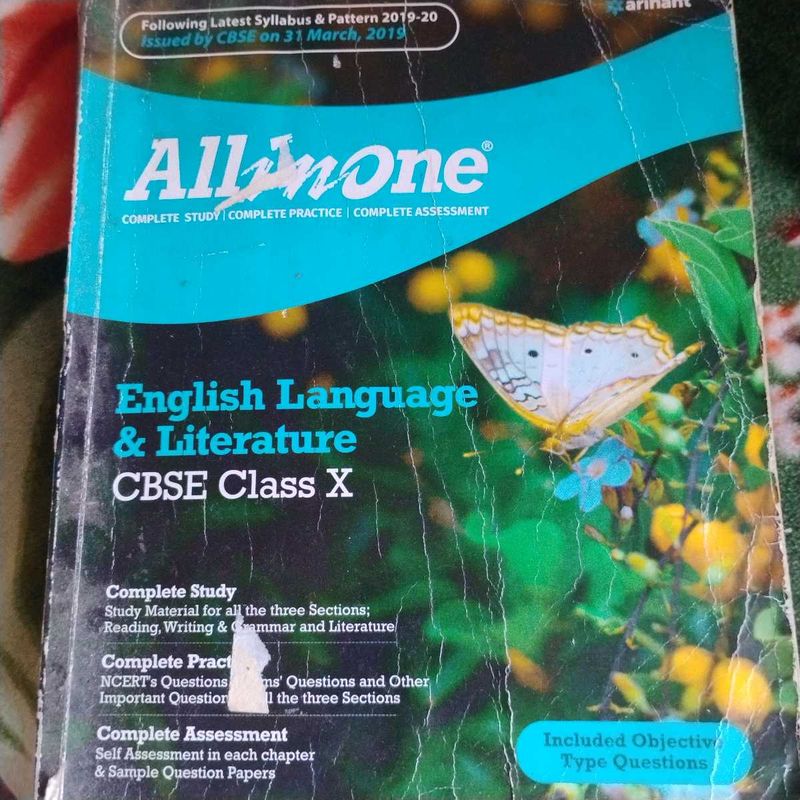 Following Latest Syllabus & Pattern 2019-20
Issued by CBSE on 31 March, 2019
arihant
All in One®
COMPLETE STUDY | COMPLETE PRACTICE | COMPLETE ASSESSMENT
English Language
& Literature
CBSE Class X
Complete Study
Study Material for all the three Sections;
Reading, Writing & Grammar and Literature
Complete Pract
NCERT's Questions, ms' Questions and Other
Important Question ll the three Sections
Complete Assessment
Self Assessment in each chapter
& Sample Question Papers
Included Objective
Type Questions